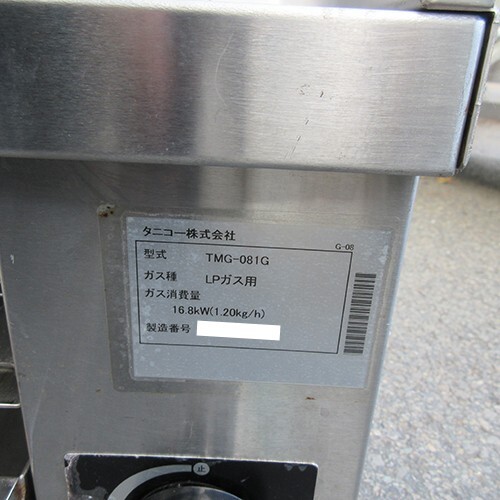 タニコー株式会社
G-08
型式 TMG-081G
ガス種 LPガス用
ガス消費量
16.8kW(1.20kg/h)
製造番号
止